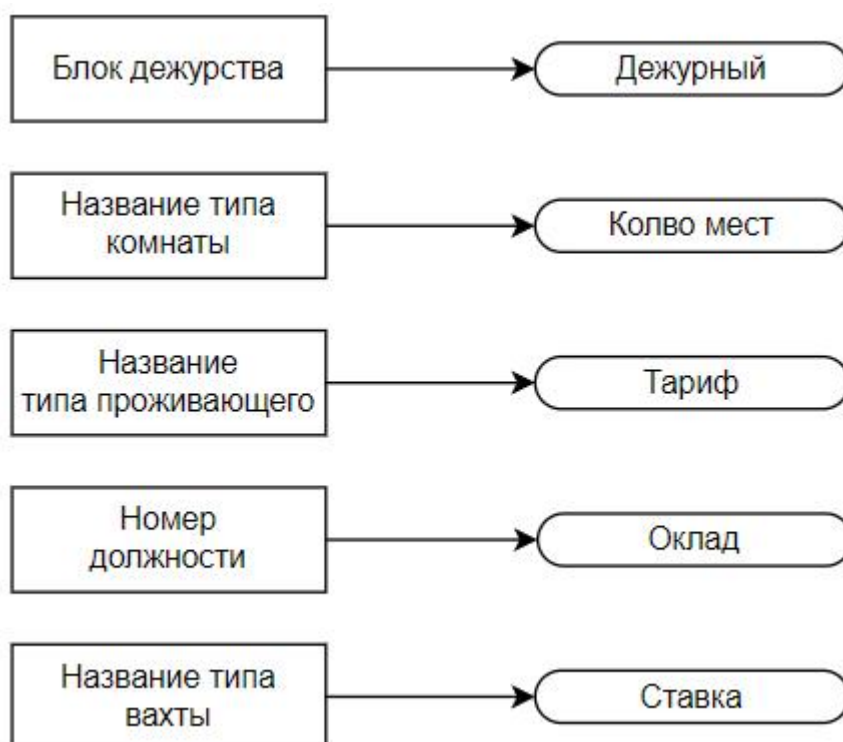 Блок дежурства
Дежурный
Название типа
комнаты
Колво мест
Название
типа проживающего
Тариф
Номер
должности
Оклад
Название типа
вахты
Ставка